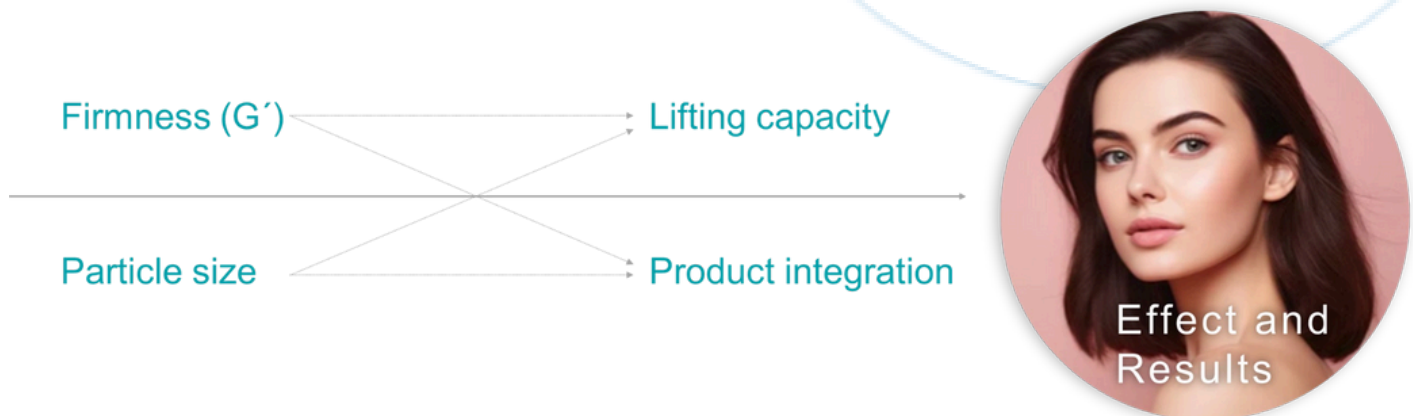 Firmness (G´)
Lifting capacity
Particle size
Product integration
Effect and
Results